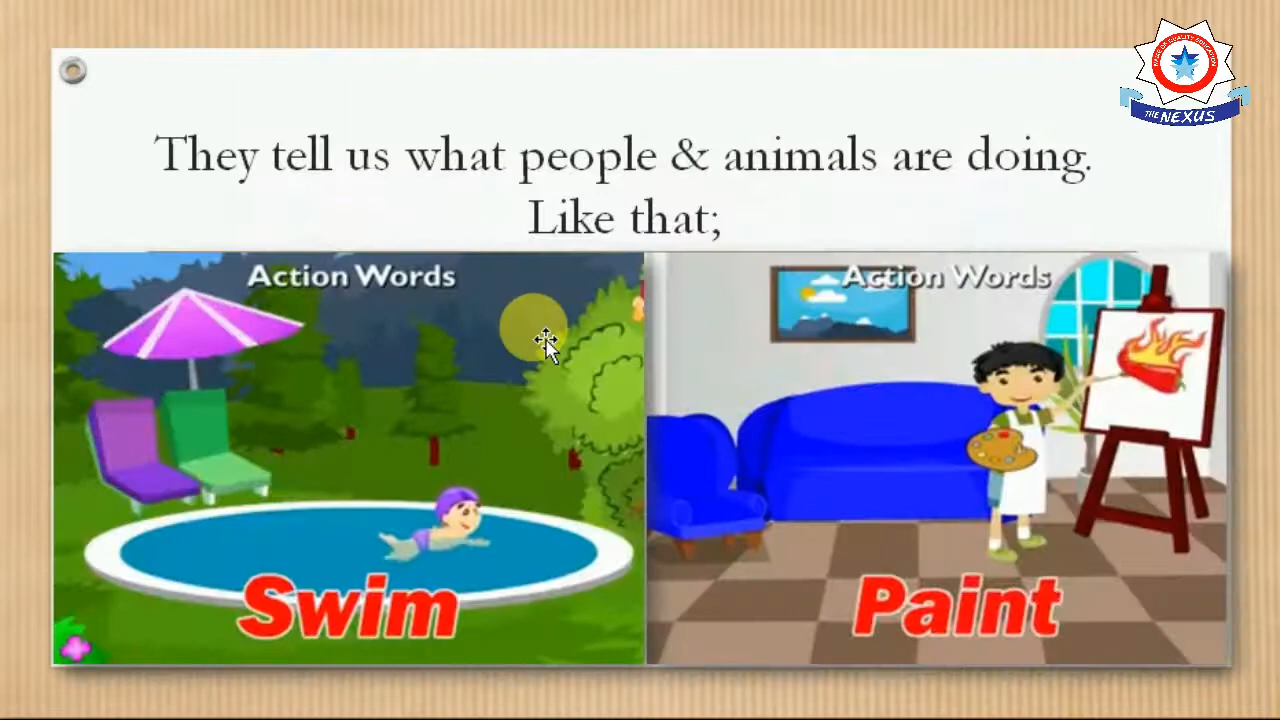 They tell us what people & animals are doing.
Like that;
Action Words
Swim
Action Words
Paint
THE NEXUS